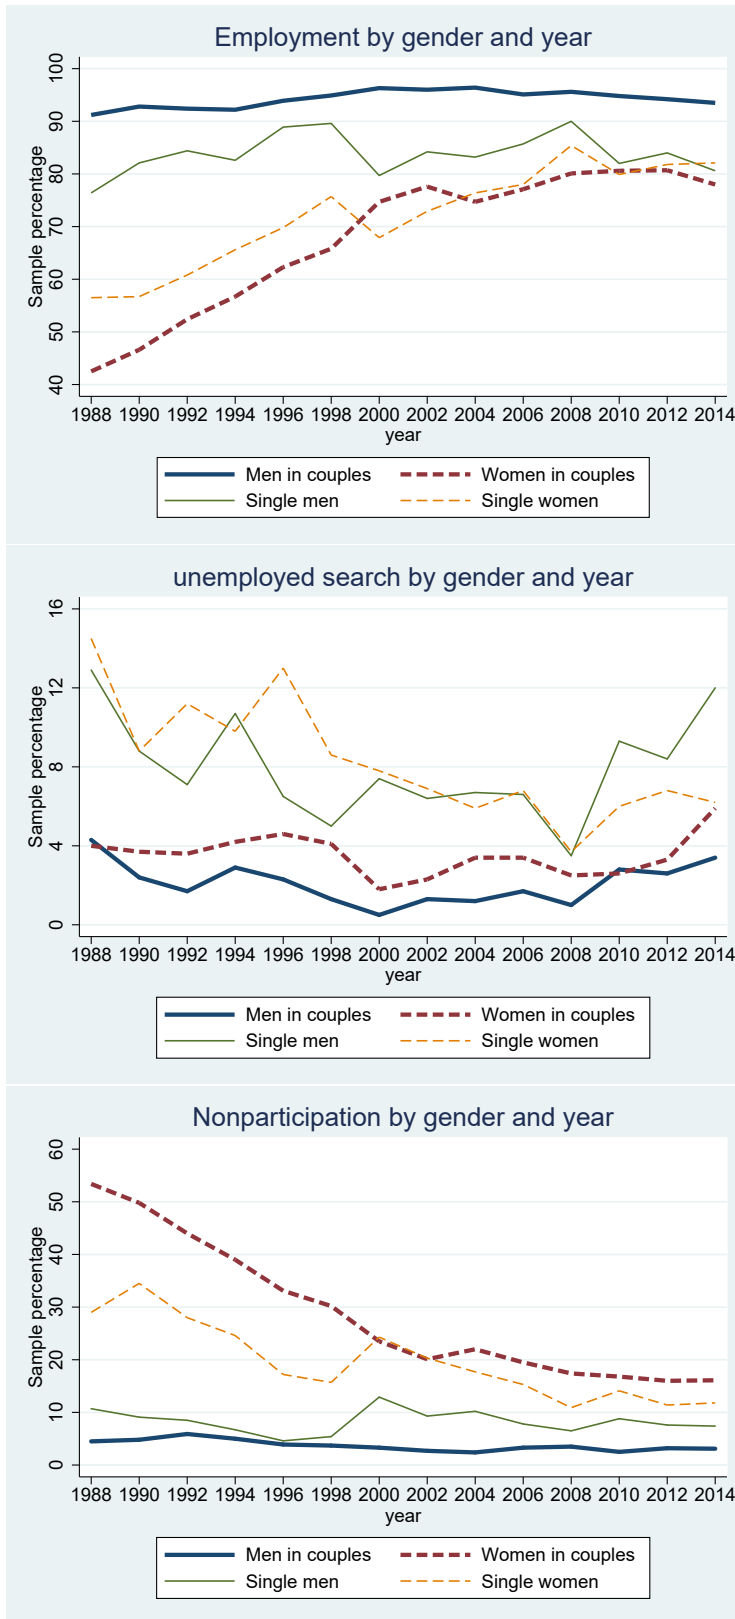 Employment by gender and year
Sample percentage
100
90
80
70
60
50
40
1988 1990 1992 1994 1996 1998 2000 2002 2004 2006 2008 2010 2012 2014
year
Men in couples Women in couples
Single men Single women
unemployed search by gender and year
Sample percentage
16
12
8
4
0
1988 1990 1992 1994 1996 1998 2000 2002 2004 2006 2008 2010 2012 2014
year
Men in couples Women in couples
Single men Single women
Nonparticipation by gender and year
Sample percentage
60
50
40
30
20
10
0
1988 1990 1992 1994 1996 1998 2000 2002 2004 2006 2008 2010 2012 2014
year
Men in couples Women in couples
Single men Single women